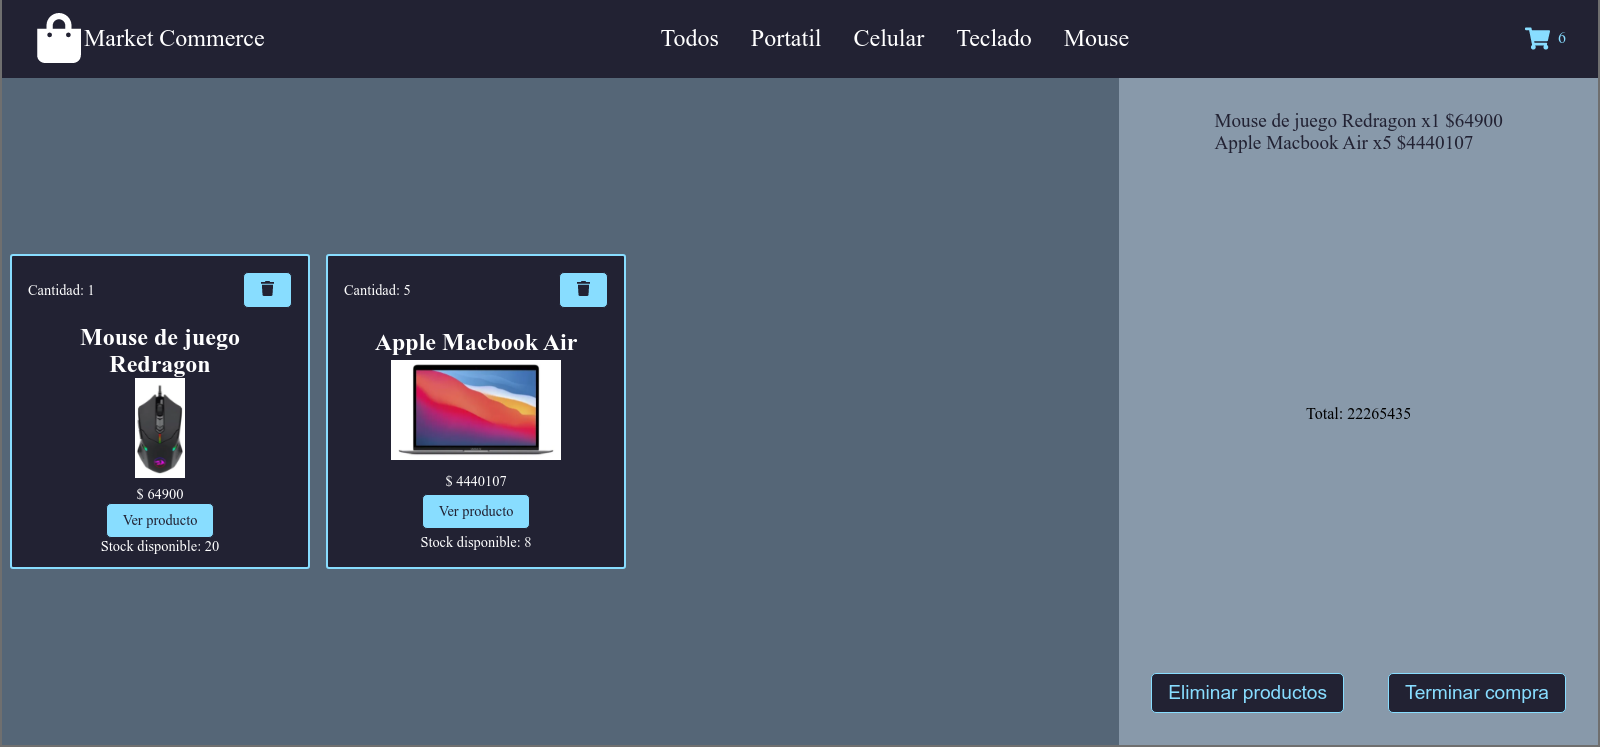 Market Commerce
Todos
Portatil
Celular
Teclado
Mouse
6
Cantidad: 1
Mouse de juego
Redragon
$ 64900
Ver producto
Stock disponible: 20
Cantidad: 5
Apple Macbook Air
$ 4440107
Ver producto
Stock disponible: 8
Mouse de juego Redragon x1 $64900
Apple Macbook Air x5 $4440107
Total: 22265435
Eliminar productos
Terminar compra